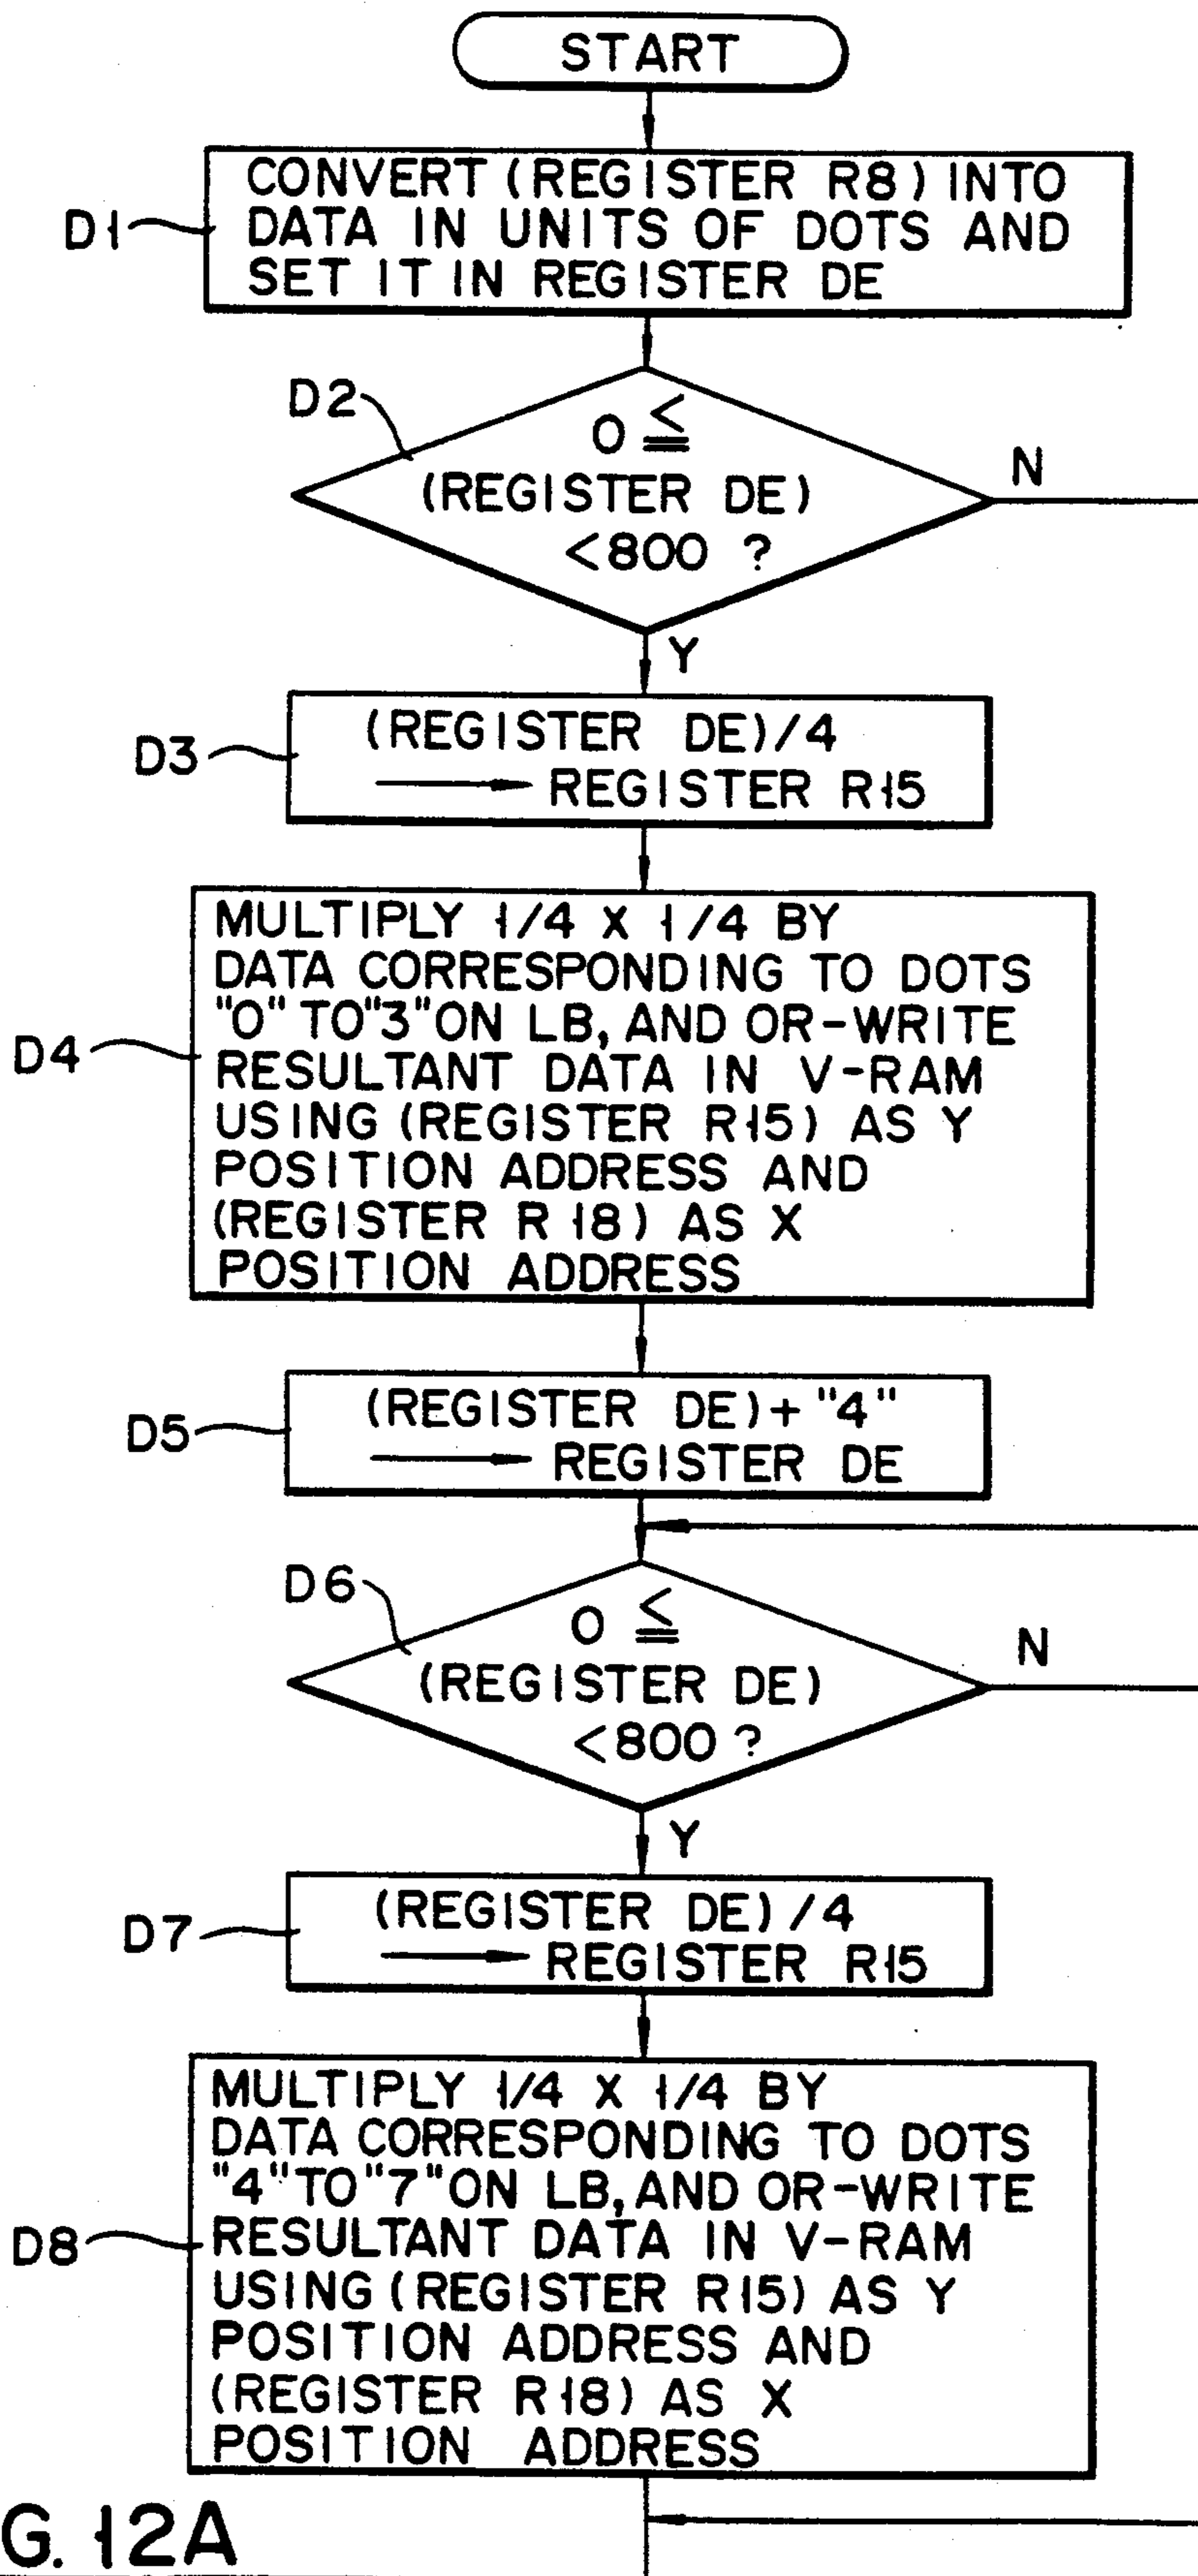 START
CONVERT (REGISTER R8) INTO
DATA IN UNITS OF DOTS AND
SET IT IN REGISTER DE
D1
D2
0 ≦
(REGISTER DE)
<800 ?
N
Y
D3
(REGISTER DE)/4
→ REGISTER R15
D4
MULTIPLY 1/4 X 1/4 BY
DATA CORRESPONDING TO DOTS
"0" TO "3" ON LB, AND OR-WRITE
RESULTANT DATA IN V-RAM
USING (REGISTER R15) AS Y
POSITION ADDRESS AND
(REGISTER R18) AS X
POSITION ADDRESS
D5
(REGISTER DE)+ "4"
→ REGISTER DE
D6
0 ≦
(REGISTER DE)
<800 ?
N
Y
D7
(REGISTER DE)/4
→ REGISTER R15
D8
MULTIPLY 1/4 X 1/4 BY
DATA CORRESPONDING TO DOTS
"4" TO "7" ON LB, AND OR-WRITE
RESULTANT DATA IN V-RAM
USING (REGISTER R15) AS Y
POSITION ADDRESS AND
(REGISTER R18) AS X
POSITION ADDRESS
G. 12A